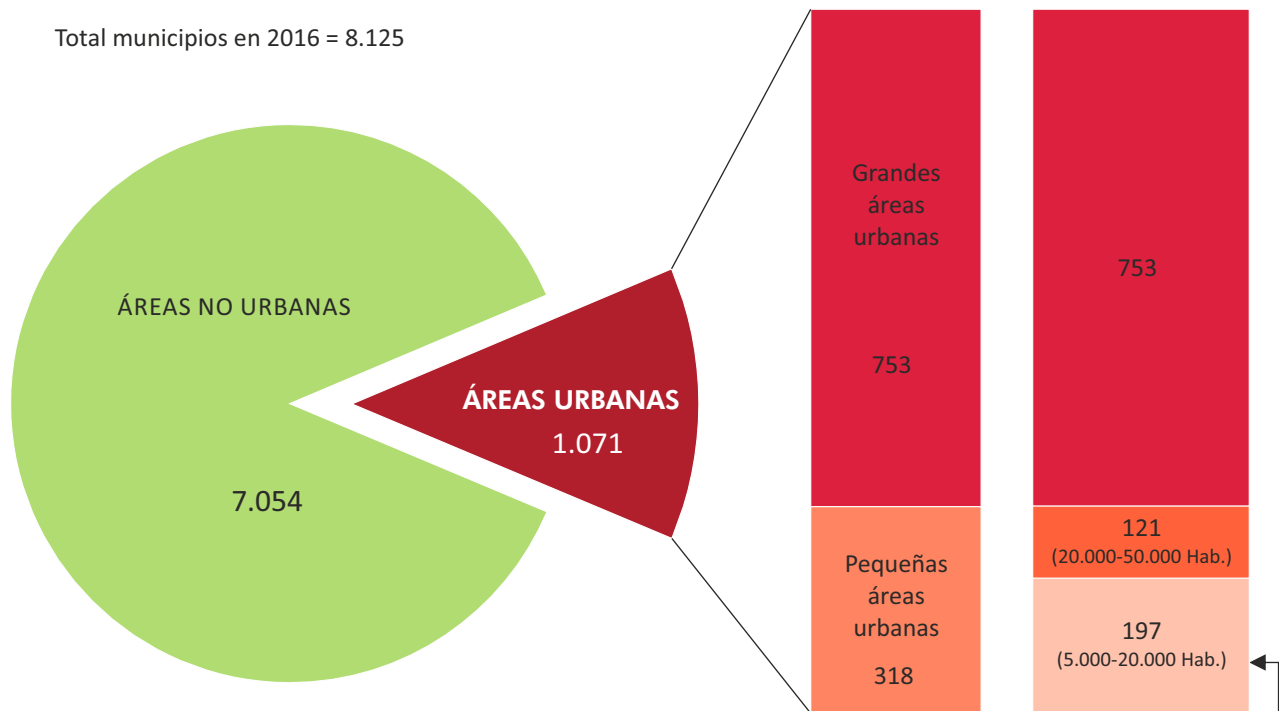 Total municipios en 2016 = 8.125
ÁREAS NO URBANAS
7.054
ÁREAS URBANAS
1.071
Grandes
áreas
urbanas
753
Pequeñas
áreas
urbanas
318
753
121
(20.000-50.000 Hab.)
197
(5.000-20.000 Hab.)